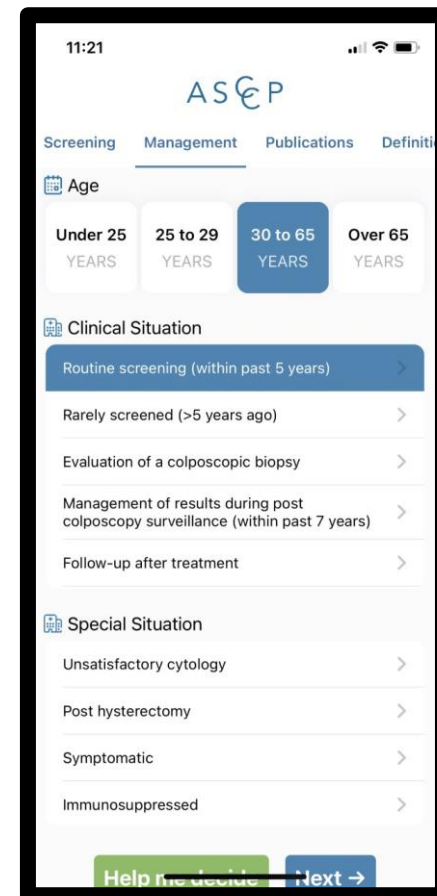 11:21
ASCCP
Screening Management Publications Definiti
Age
Under 25
YEARS
25 to 29
YEARS
30 to 65
YEARS
Over 65
YEARS
Clinical Situation
Routine screening (within past 5 years)
Rarely screened (>5 years ago)
Evaluation of a colposcopic biopsy
Management of results during post
colposcopy surveillance (within past 7 years)
Follow-up after treatment
Special Situation
Unsatisfactory cytology
Post hysterectomy
Symptomatic
Immunosuppressed
Help me decide
Next →